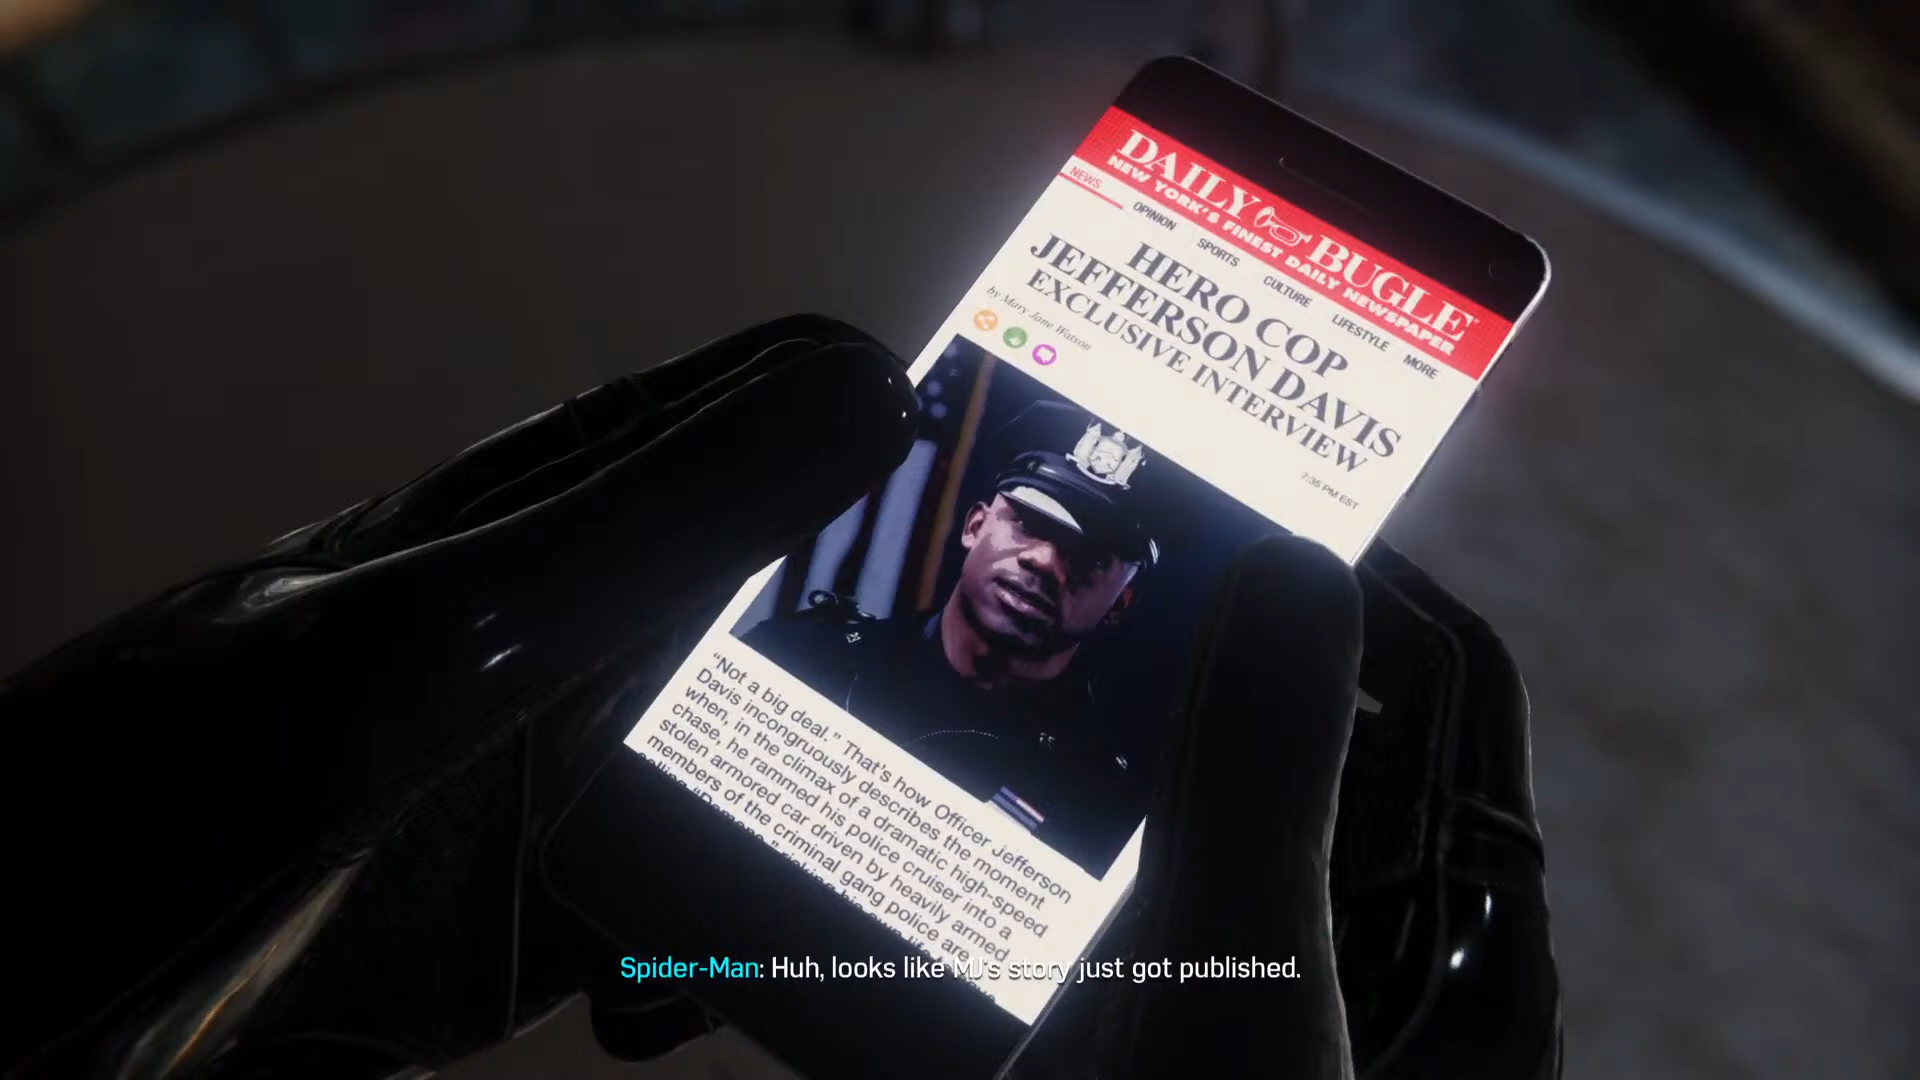 DAILY BUGLE
NEW YORK'S FINEST DAILY NEWSPAPER
NEWS OPINION SPORTS CULTURE LIFESTYLE MORE
HERO COP
JEFFERSON DAVIS
EXCLUSIVE INTERVIEW
by Mary Jane Watson
7:35 PM EST
“Not a big deal.” That’s how Officer Jefferson
Davis incongruously describes the moment
when, in the climax of a dramatic high-speed
chase, he rammed his police cruiser into a
stolen armored car driven by heavily armed
members of the criminal gang police are
Spider-Man: Huh, looks like MJ's story just got published.